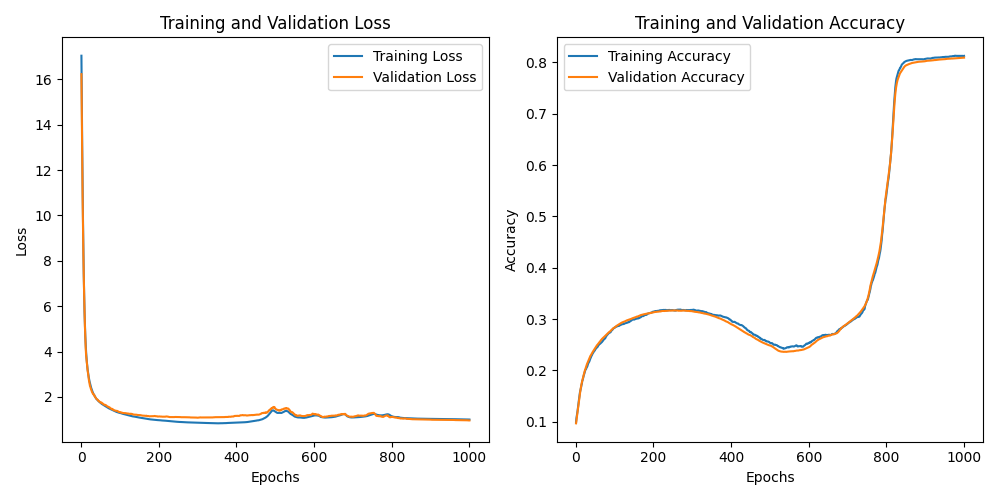 Training and Validation Loss
Training Loss
Validation Loss
16
14
12
10
8
6
4
2
Loss
0 200 400 600 800 1000
Epochs
Training and Validation Accuracy
Training Accuracy
Validation Accuracy
0.8
0.7
0.6
0.5
0.4
0.3
0.2
0.1
Accuracy
0 200 400 600 800 1000
Epochs